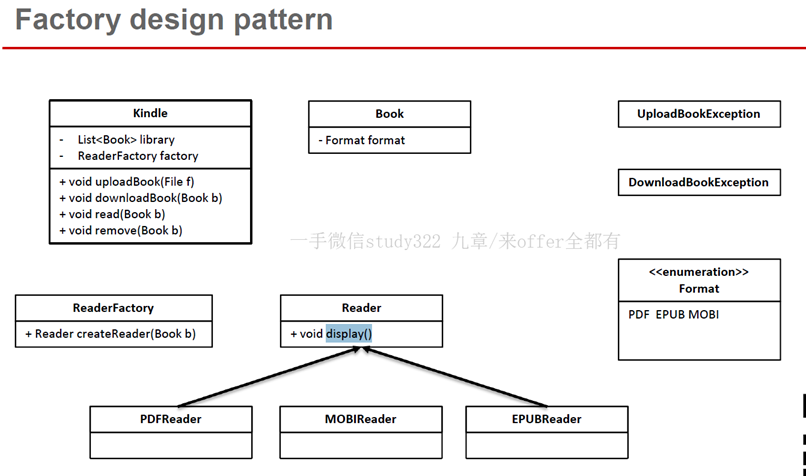 Factory design pattern
Kindle
- List<Book> library
- ReaderFactory factory
+ void uploadBook(File f)
+ void downloadBook(Book b)
+ void read(Book b)
+ void remove(Book b)
Book
- Format format
UploadBookException
DownloadBookException
一手微信study322 九章/来offer全都有
<<enumeration>>
Format
PDF EPUB MOBI
ReaderFactory
+ Reader createReader(Book b)
Reader
+ void display()
PDFReader
MOBIReader
EPUBReader